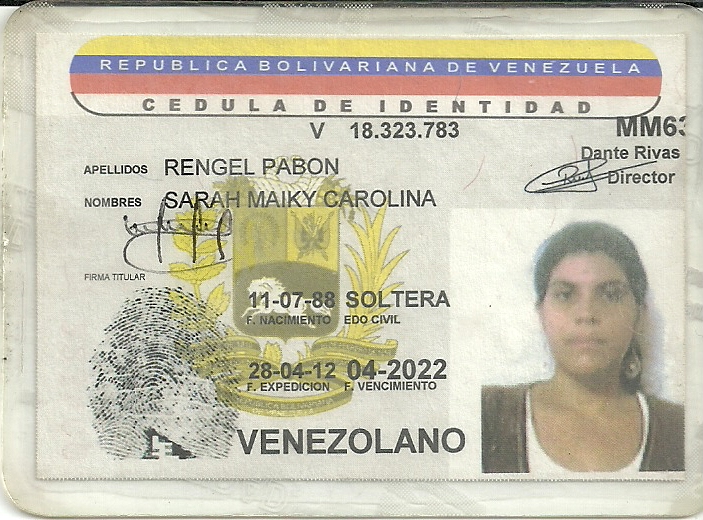 REPUBLICA BOLIVARIANA DE VENEZUELA
CEDULA DE IDENTIDAD
V 18.323.783
MM63
APELLIDOS RENGEL PABON
Dante Rivas
Director
NOMBRES SARAH MAIKY CAROLINA
FIRMA TITULAR
11-07-88 SOLTERA
F. NACIMIENTO EDO CIVIL
28-04-12 04-2022
F. EXPEDICION F. VENCIMIENTO
VENEZOLANO